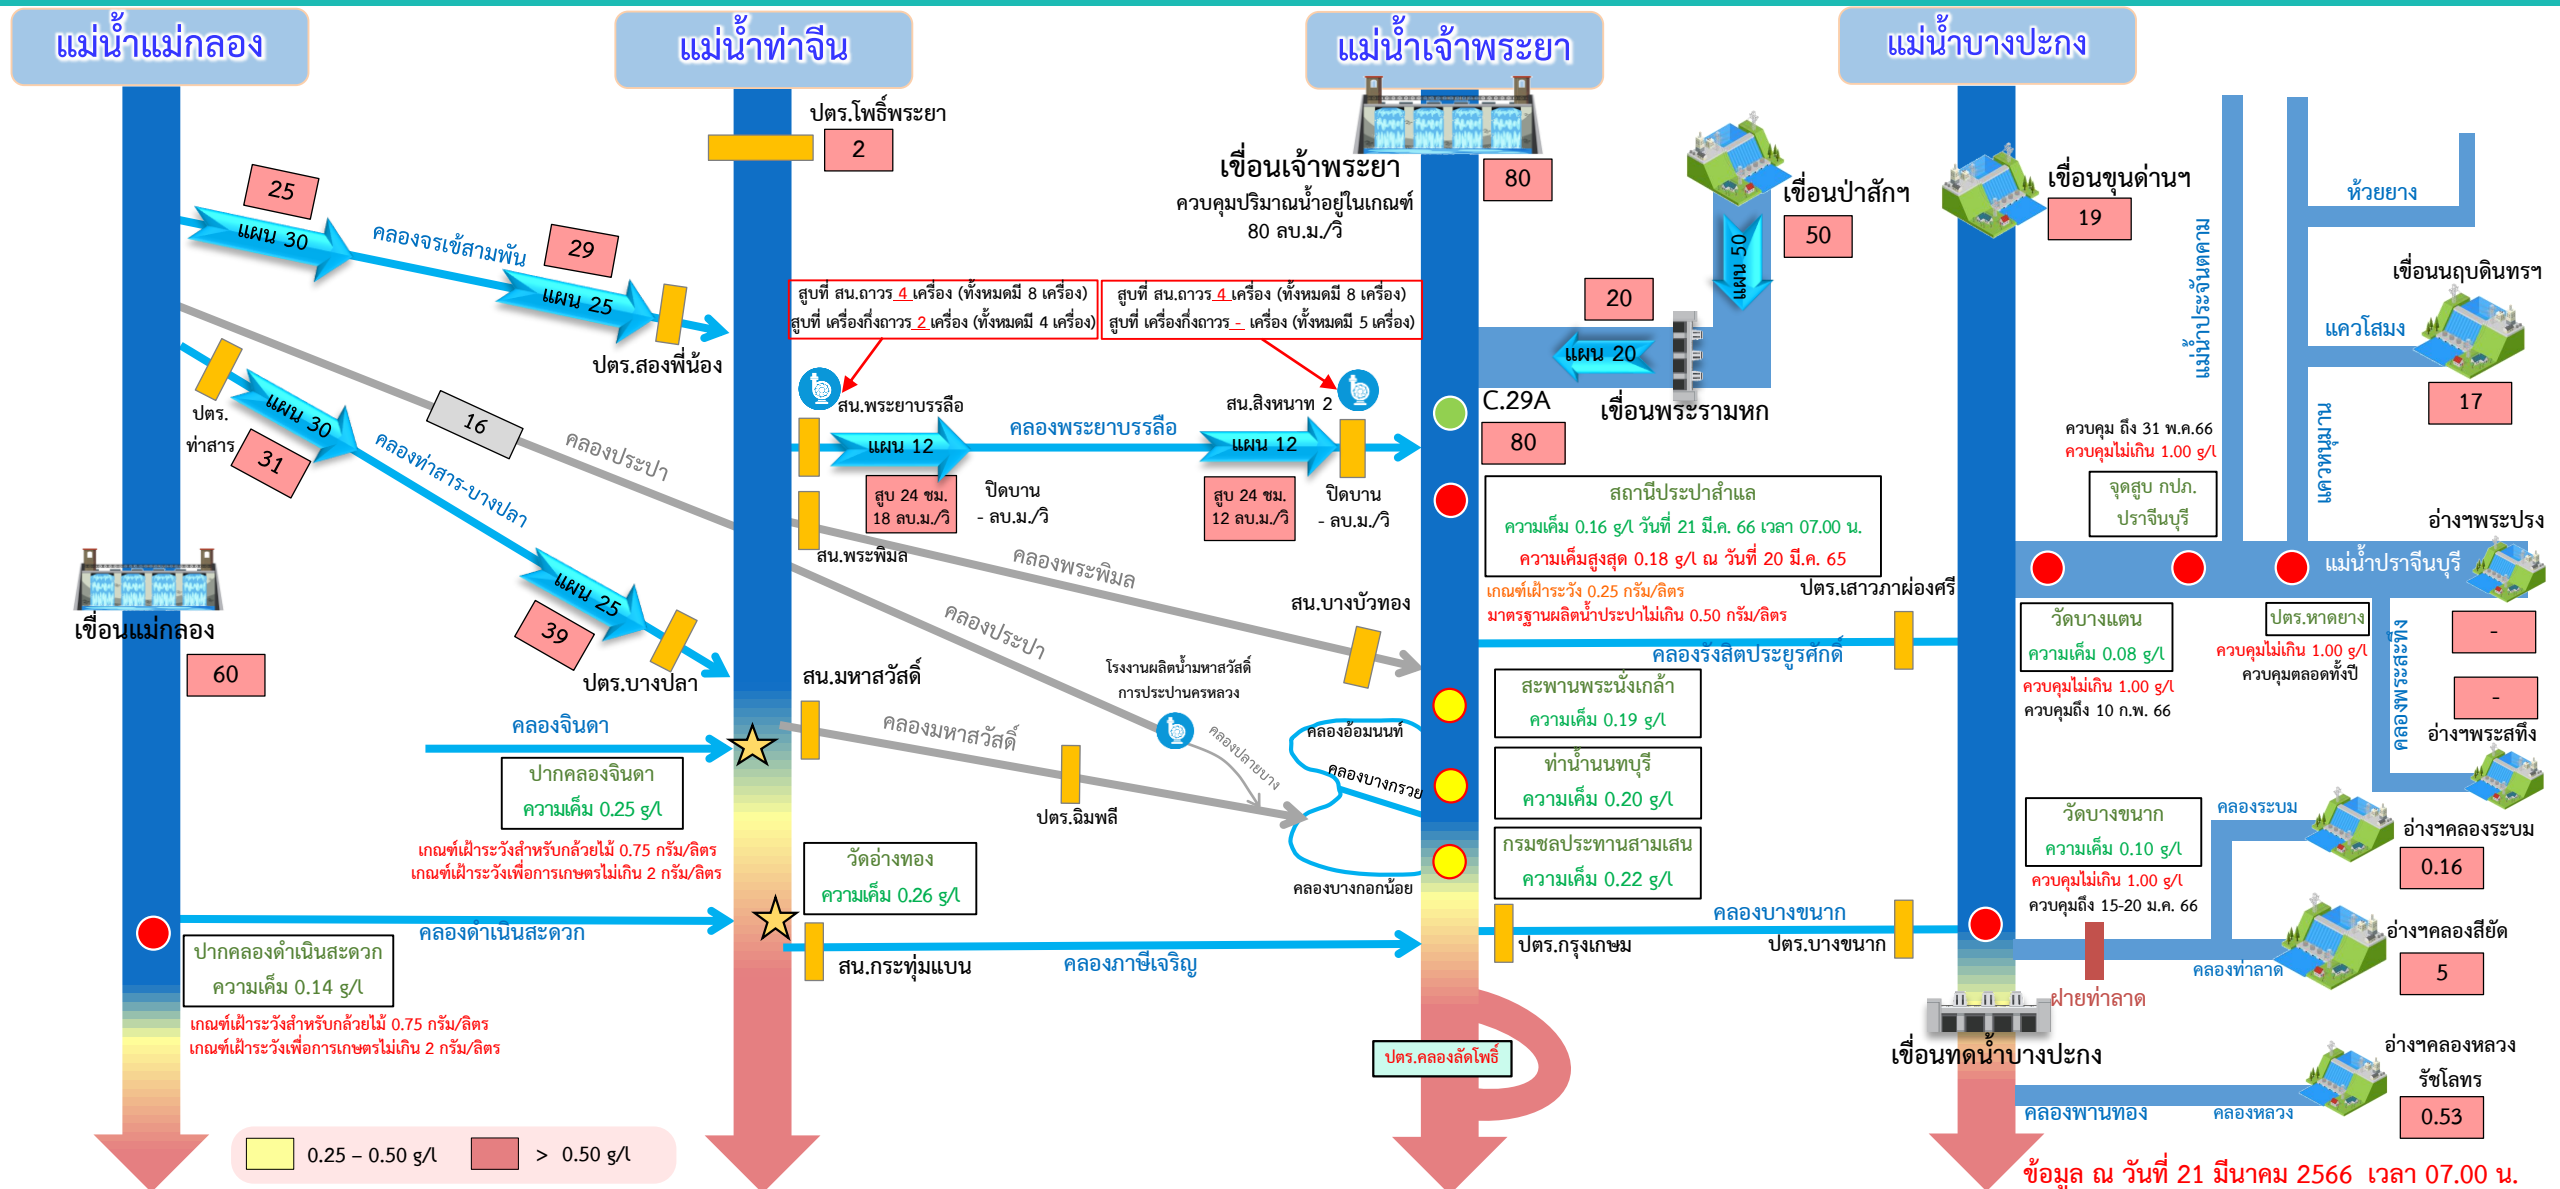 แม่น้ำแม่กลอง
แม่น้ำท่าจีน
แม่น้ำเจ้าพระยา
แม่น้ำบางปะกง
25
แผน 30
คลองจรเข้สามพัน
29
แผน 25
ปตร.สองพี่น้อง
ปตร.
ท่าสาร
แผน 30
31
16
คลองประปา
คลองท่าสาร-บางปลา
แผน 25
39
ปตร.บางปลา
เขื่อนแม่กลอง
60
คลองจินดา
ปากคลองจินดา
ความเค็ม 0.25 g/l
เกณฑ์เฝ้าระวังสำหรับกล้วยไม้ 0.75 กรัม/ลิตร
เกณฑ์เฝ้าระวังเพื่อการเกษตรไม่เกิน 2 กรัม/ลิตร
คลองดำเนินสะดวก
ปากคลองดำเนินสะดวก
ความเค็ม 0.14 g/l
เกณฑ์เฝ้าระวังสำหรับกล้วยไม้ 0.75 กรัม/ลิตร
เกณฑ์เฝ้าระวังเพื่อการเกษตรไม่เกิน 2 กรัม/ลิตร
0.25 – 0.50 g/l
> 0.50 g/l
ปตร.โพธิ์พระยา
2
สูบที่ สน.ถาวร 4 เครื่อง (ทั้งหมดมี 8 เครื่อง)
สูบที่ เครื่องกึ่งถาวร 2 เครื่อง (ทั้งหมดมี 4 เครื่อง)
สูบที่ สน.ถาวร 4 เครื่อง (ทั้งหมดมี 8 เครื่อง)
สูบที่ เครื่องกึ่งถาวร - เครื่อง (ทั้งหมดมี 5 เครื่อง)
สน.พระยาบรรลือ
แผน 12
คลองพระยาบรรลือ
สน.สิงหนาท 2
แผน 12
สูบ 24 ชม.
18 ลบ.ม./วิ
ปิดบาน
- ลบ.ม./วิ
สูบ 24 ชม.
12 ลบ.ม./วิ
ปิดบาน
- ลบ.ม./วิ
สน.พระพิมล
คลองพระพิมล
สน.บางบัวทอง
คลองประปา
โรงงานผลิตน้ำมหาสวัสดิ์
การประปานครหลวง
สน.มหาสวัสดิ์
คลองมหาสวัสดิ์
ปตร.ฉิมพลี
คลองปลายบาง
คลองอ้อมนนท์
คลองบางกรวย
คลองบางกอกน้อย
วัดอ่างทอง
ความเค็ม 0.26 g/l
สน.กระทุ่มแบน
คลองภาษีเจริญ
เขื่อนเจ้าพระยา
ควบคุมปริมาณน้ำอยู่ในเกณฑ์
80 ลบ.ม./วิ
80
เขื่อนป่าสักฯ
50
แผน 50
20
แผน 20
เขื่อนพระรามหก
C.29A
80
สถานีประปาสำแล
ความเค็ม 0.16 g/l วันที่ 21 มี.ค. 66 เวลา 07.00 น.
ความเค็มสูงสุด 0.18 g/l ณ วันที่ 20 มี.ค. 65
เกณฑ์เฝ้าระวัง 0.25 กรัม/ลิตร
มาตรฐานผลิตน้ำประปาไม่เกิน 0.50 กรัม/ลิตร
ปตร.เสาวภาผ่องศรี
คลองรังสิตประยูรศักดิ์
สะพานพระนั่งเกล้า
ความเค็ม 0.19 g/l
ท่าน้ำนนทบุรี
ความเค็ม 0.20 g/l
กรมชลประทานสามเสน
ความเค็ม 0.22 g/l
ปตร.กรุงเกษม
คลองบางขนาก
ปตร.บางขนาก
ปตร.คลองลัดโพธิ์
เขื่อนขุนด่านฯ
19
แม่น้ำประจันตคาม
ห้วยยาง
เขื่อนนฤบดินทรฯ
แควโสมง
17
แควหนุมาน
ควบคุม ถึง 31 พ.ค.66
ควบคุมไม่เกิน 1.00 g/l
จุดสูบ กปภ.
ปราจีนบุรี
อ่างฯพระปรง
แม่น้ำปราจีนบุรี
-
วัดบางแตน
ความเค็ม 0.08 g/l
ควบคุมไม่เกิน 1.00 g/l
ควบคุมถึง 10 ก.พ. 66
ปตร.หาดยาง
ควบคุมไม่เกิน 1.00 g/l
ควบคุมตลอดทั้งปี
คลองพระสะทึง
-
อ่างฯพระสทึง
วัดบางขนาก
ความเค็ม 0.10 g/l
ควบคุมไม่เกิน 1.00 g/l
ควบคุมถึง 15-20 ม.ค. 66
คลองระบม
อ่างฯคลองระบม
0.16
อ่างฯคลองสียัด
5
คลองท่าลาด
ฝายท่าลาด
เขื่อนทดน้ำบางปะกง
อ่างฯคลองหลวง
รัชโลทร
0.53
คลองพานทอง
คลองหลวง
ข้อมูล ณ วันที่ 21 มีนาคม 2566 เวลา 07.00 น.